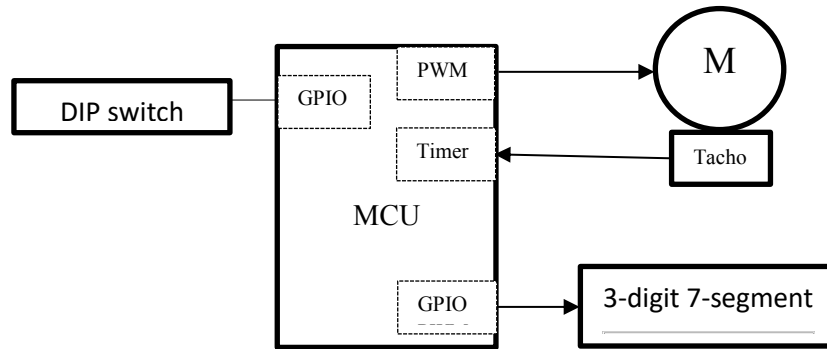 PWM
M
DIP switch
GPIO
Timer
Tacho
MCU
GPIO
3-digit 7-segment